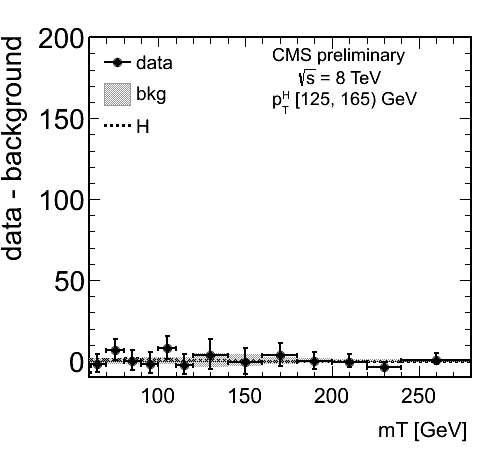 data - background
200
150
100
50
0
data
bkg
H
CMS preliminary
√s = 8 TeV
p_T^H [125, 165) GeV
100
150
200
250
mT [GeV]